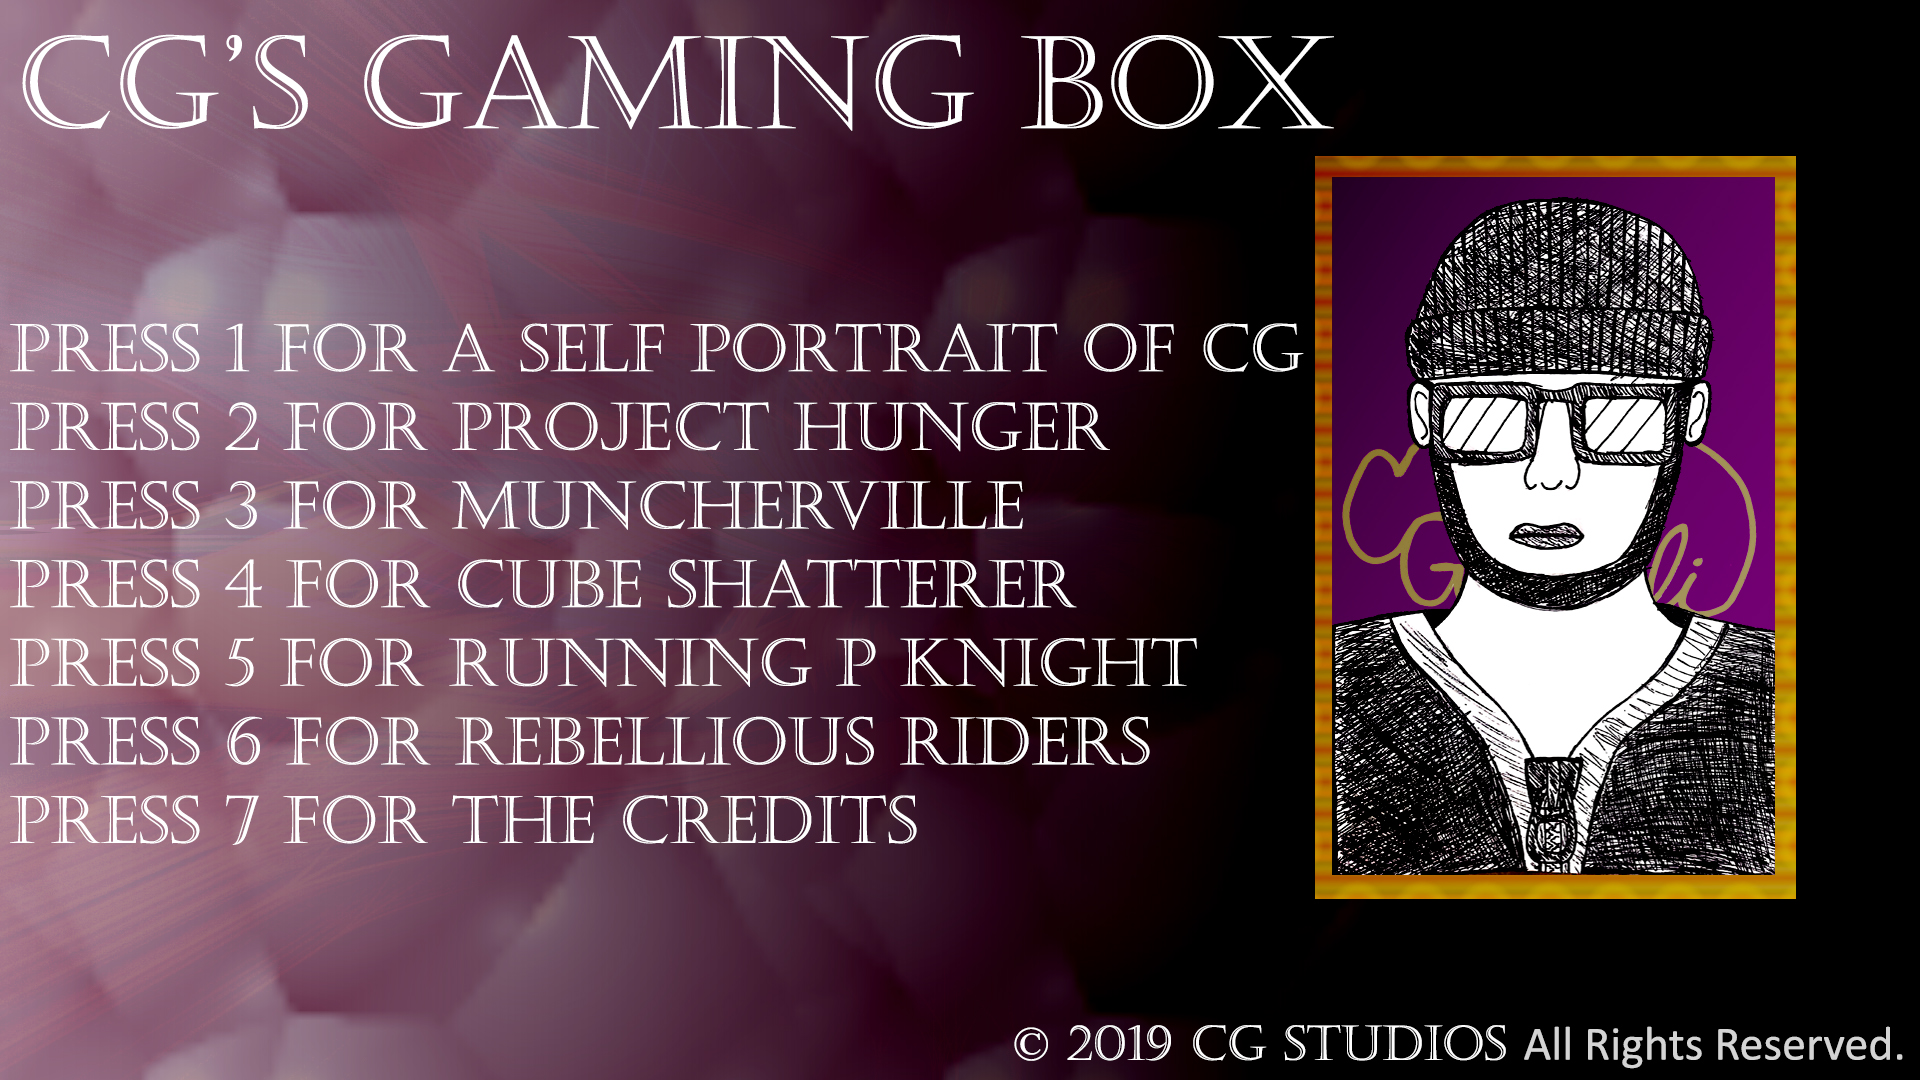 CG'S GAMING BOX
PRESS 1 FOR A SELF PORTRAIT OF CG
PRESS 2 FOR PROJECT HUNGER
PRESS 3 FOR MUNCHERVILLE
PRESS 4 FOR CUBE SHATTERER
PRESS 5 FOR RUNNING P KNIGHT
PRESS 6 FOR REBELLIOUS RIDERS
PRESS 7 FOR THE CREDITS
© 2019 CG STUDIOS All Rights Reserved.